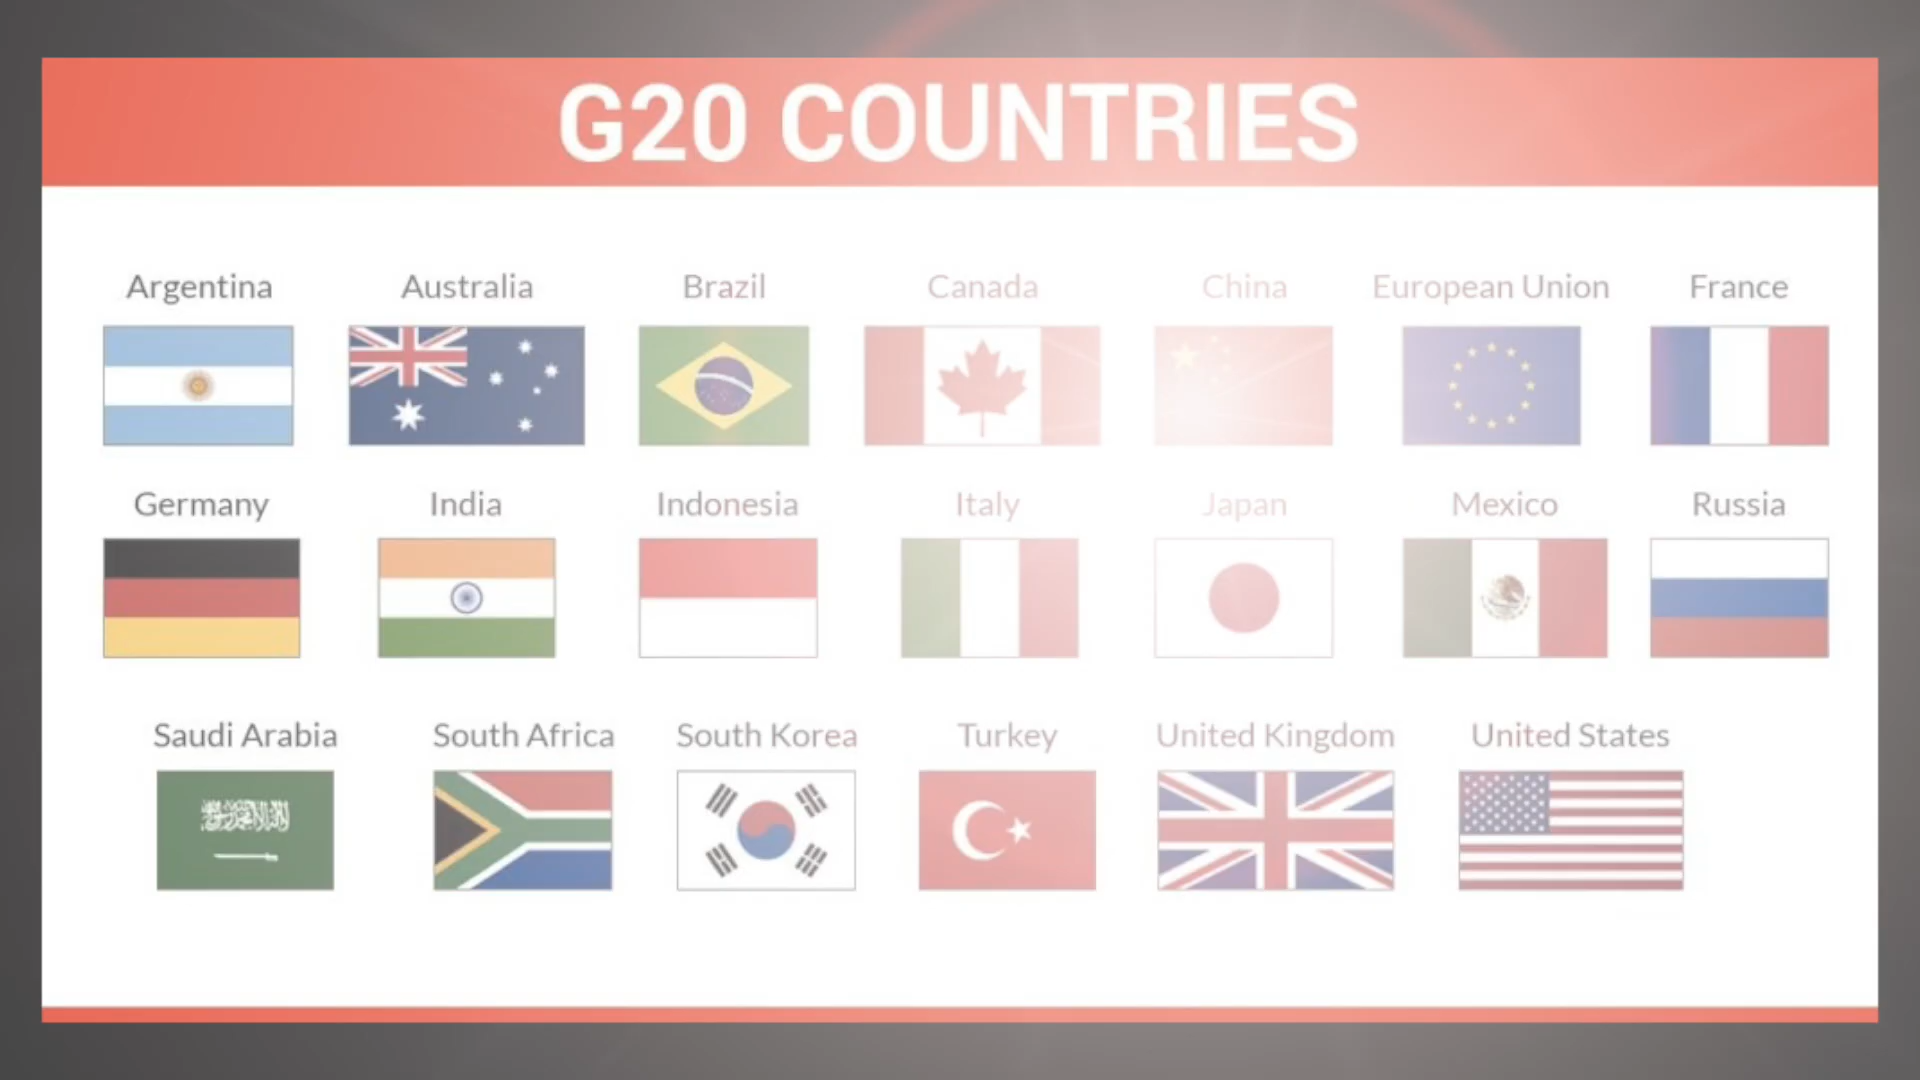 G20 COUNTRIES
Argentina Australia Brazil Canada China European Union France
Germany India Indonesia Italy Japan Mexico Russia
Saudi Arabia South Africa South Korea Turkey United Kingdom United States